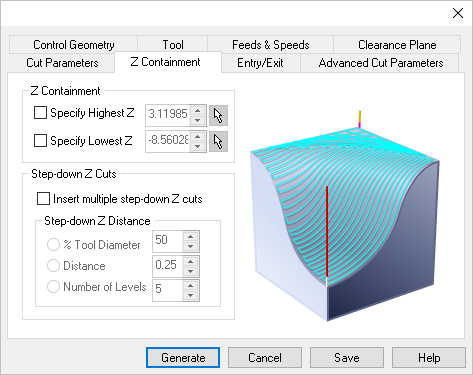 Control Geometry Tool Feeds & Speeds Clearance Plane
Cut Parameters Z Containment Entry/Exit Advanced Cut Parameters
Z Containment
Specify Highest Z 3.11985
Specify Lowest Z -8.56028
Step-down Z Cuts
Insert multiple step-down Z cuts
Step-down Z Distance
% Tool Diameter 50
Distance 0.25
Number of Levels 5
Generate Cancel Save Help